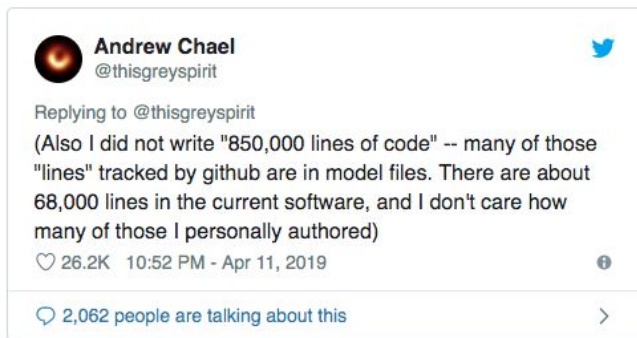 Andrew Chael
@thisgreyspirit
Replying to @thisgreyspirit
(Also I did not write "850,000 lines of code" -- many of those
"lines" tracked by github are in model files. There are about
68,000 lines in the current software, and I don't care how
many of those I personally authored)
26.2K 10:52 PM - Apr 11, 2019
2,062 people are talking about this